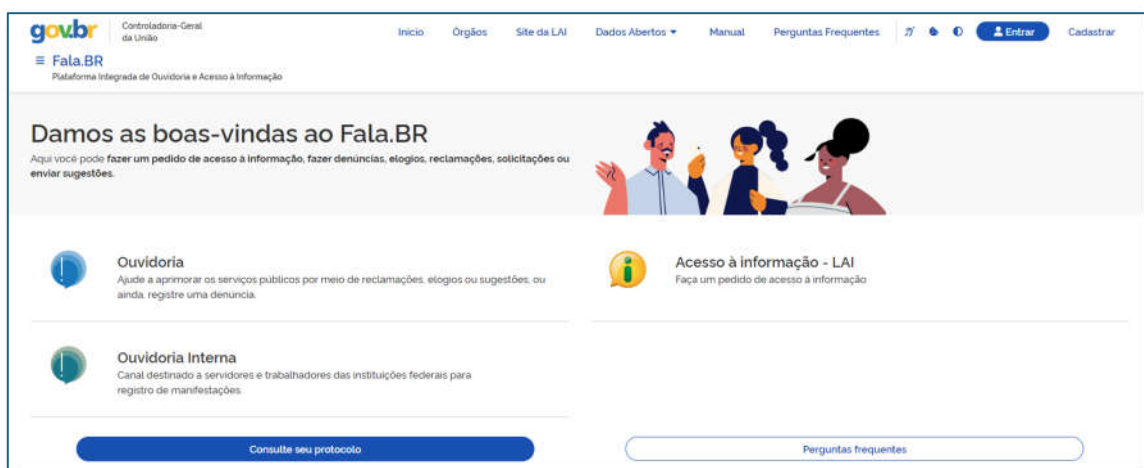 gov.br
Controladoria-Geral
da União
Início Órgãos Site da LAI Dados Abertos Manual Perguntas Frequentes Entrar Cadastrar
Fala.BR
Plataforma Integrada de Ouvidoria e Acesso à Informação
Damos as boas-vindas ao Fala.BR
Aqui você pode fazer um pedido de acesso à informação, fazer denúncias, elogios, reclamações, solicitações ou
enviar sugestões.
Ouvidoria
Ajude a aprimorar os serviços públicos por meio de reclamações, elogios ou sugestões; ou
ainda, registre uma denúncia.
Acesso à informação - LAI
Faça um pedido de acesso à informação
Ouvidoria Interna
Canal destinado a servidores e trabalhadores das instituições federais para
registro de manifestações.
Consulte seu protocolo
Perguntas frequentes